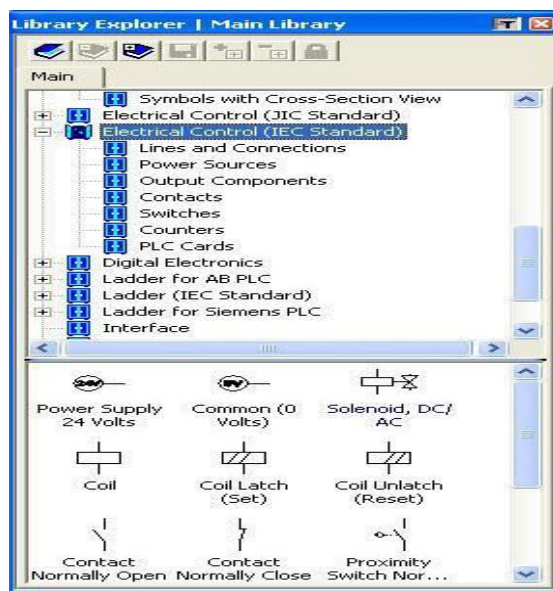 Library Explorer | Main Library
Main
Symbols with Cross-Section View
Electrical Control (JIC Standard)
Electrical Control (IEC Standard)
Lines and Connections
Power Sources
Output Components
Contacts
Switches
Counters
PLC Cards
Digital Electronics
Ladder for AB PLC
Ladder (IEC Standard)
Ladder for Siemens PLC
Interface
24V
0V
Power Supply 24 Volts
Common (0 Volts)
Solenoid, DC/ AC
Coil
Coil Latch (Set)
Coil Unlatch (Reset)
Contact Normally Open
Contact Normally Close
Proximity Switch Nor...